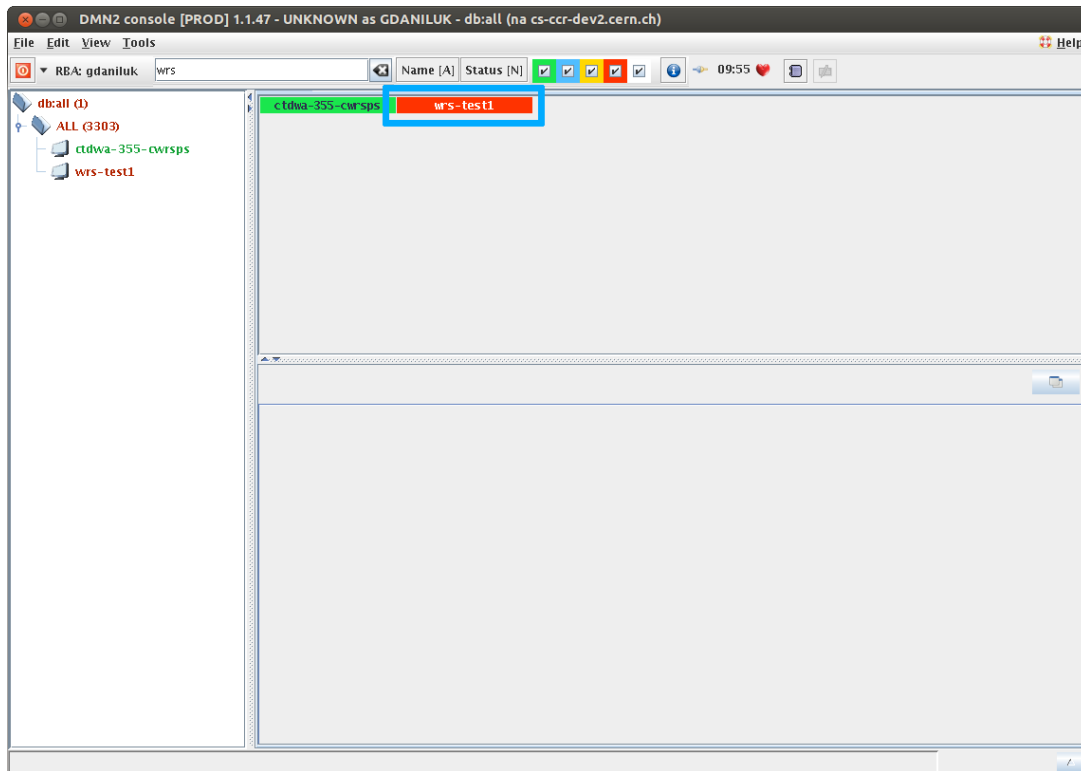 DMN2 console [PROD] 1.1.47 - UNKNOWN as GDANILUK - db:all (na cs-ccr-dev2.cern.ch)
File Edit View Tools Help
RBA: gdaniluk wrs Name [A] Status [N] 09:55
db:all (1)
ALL (3303)
ctdwa-355-cwrsps
wrs-test1
ctdwa-355-cwrsps wrs-test1